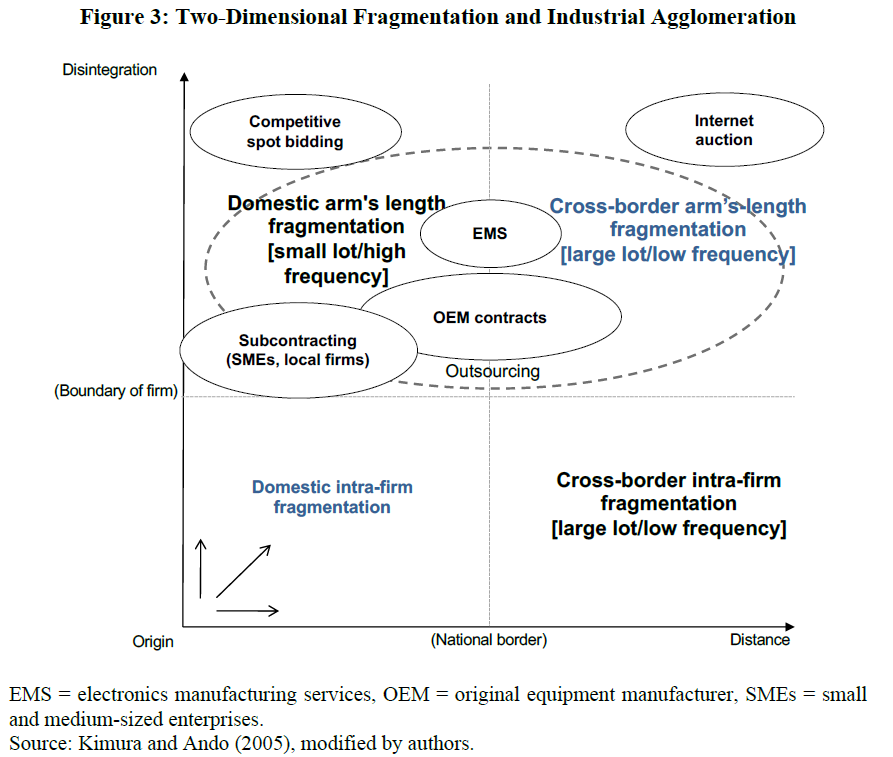 Figure 3: Two-Dimensional Fragmentation and Industrial Agglomeration
Disintegration
Competitive
spot bidding
Internet
auction
Domestic arm's length
fragmentation
[small lot/high
frequency]
EMS
Cross-border arm's-length
fragmentation
[large lot/low frequency]
OEM contracts
Subcontracting
(SMEs, local firms)
Outsourcing
(Boundary of firm)
Domestic intra-firm
fragmentation
Cross-border intra-firm
fragmentation
[large lot/low frequency]
Origin
(National border)
Distance
EMS = electronics manufacturing services, OEM = original equipment manufacturer, SMEs = small
and medium-sized enterprises.
Source: Kimura and Ando (2005), modified by authors.